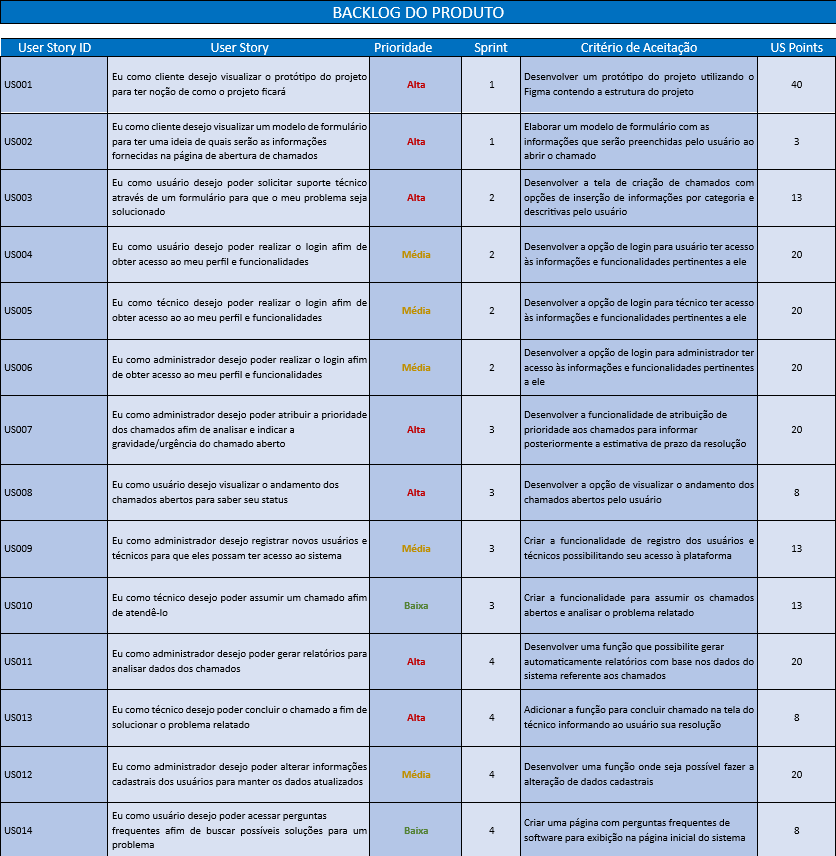 BACKLOG DO PRODUTO
User Story ID User Story Prioridade Sprint Critério de Aceitação US Points
US001
Eu como cliente desejo visualizar o protótipo do projeto
para ter noção de como o projeto ficará
Alta
1
Desenvolver um protótipo do projeto utilizando o
Figma contendo a estrutura do projeto
40
US002
Eu como cliente desejo visualizar um modelo de formulário
para ter uma ideia de quais serão as informações
fornecidas na página de abertura de chamados
Alta
1
Elaborar um modelo de formulário com as
informações que serão preenchidas pelo usuário ao
abrir o chamado
3
US003
Eu como usuário desejo poder solicitar suporte técnico
através de um formulário para que o meu problema seja
solucionado
Alta
2
Desenvolver a tela de criação de chamados com
opções de inserção de informações por categoria e
descritivas pelo usuário
13
US004
Eu como usuário desejo poder realizar o login afim de
obter acesso ao meu perfil e funcionalidades
Média
2
Desenvolver a opção de login para usuário ter acesso
às informações e funcionalidades pertinentes a ele
20
US005
Eu como técnico desejo poder realizar o login afim de
obter acesso ao ao meu perfil e funcionalidades
Média
2
Desenvolver a opção de login para técnico ter acesso
às informações e funcionalidades pertinentes a ele
20
US006
Eu como administrador desejo poder realizar o login afim
de obter acesso ao meu perfil e funcionalidades
Média
2
Desenvolver a opção de login para administrador ter
acesso às informações e funcionalidades pertinentes
a ele
20
US007
Eu como administrador desejo poder atribuir a prioridade
dos chamados afim de analisar e indicar a
gravidade/urgência do chamado aberto
Alta
3
Desenvolver a funcionalidade de atribuição de
prioridade aos chamados para informar
posteriormente a estimativa de prazo da resolução
20
US008
Eu como usuário desejo visualizar o andamento dos
chamados abertos para saber seu status
Alta
3
Desenvolver a opção de visualizar o andamento dos
chamados abertos pelo usuário
8
US009
Eu como administrador desejo registrar novos usuários e
técnicos para que eles possam ter acesso ao sistema
Média
3
Criar a funcionalidade de registro dos usuários e
técnicos possibilitando seu acesso à plataforma
13
US010
Eu como técnico desejo poder assumir um chamado afim
de atendê-lo
Baixa
3
Criar a funcionalidade para assumir os chamados
abertos e analisar o problema relatado
13
US011
Eu como administrador desejo poder gerar relatórios para
analisar dados dos chamados
Alta
4
Desenvolver uma função que possibilite gerar
automaticamente relatórios com base nos dados do
sistema referente aos chamados
20
US013
Eu como técnico desejo poder concluir o chamado a fim de
solucionar o problema relatado
Alta
4
Adicionar a função para concluir chamado na tela do
técnico informando ao usuário sua resolução
8
US012
Eu como administrador desejo poder alterar informações
cadastrais dos usuários para manter os dados atualizados
Média
4
Desenvolver uma função onde seja possível fazer a
alteração de dados cadastrais
20
US014
Eu como usuário desejo poder acessar perguntas
frequentes afim de buscar possíveis soluções para um
problema
Baixa
4
Criar uma página com perguntas frequentes de
software para exibição na página inicial do sistema
8